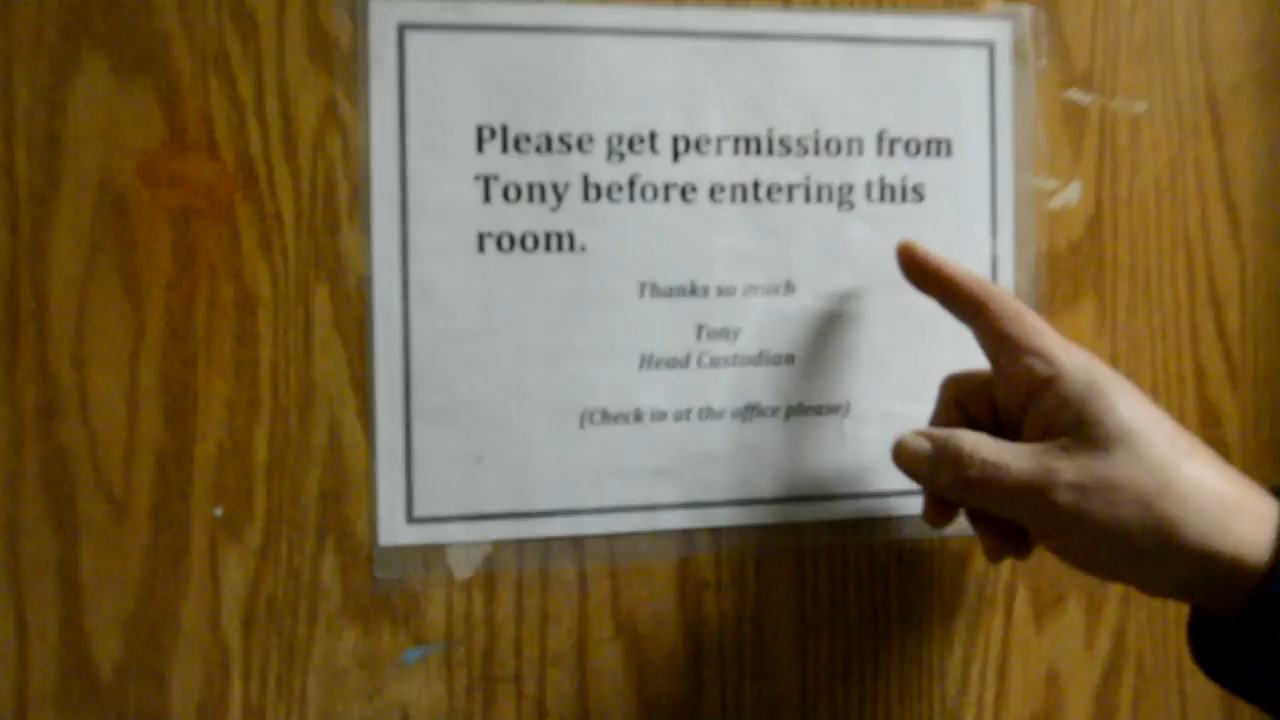 Please get permission from
Tony before entering this
room.
Thanks so much
Tony
Head Custodian
(Check in at the office please)